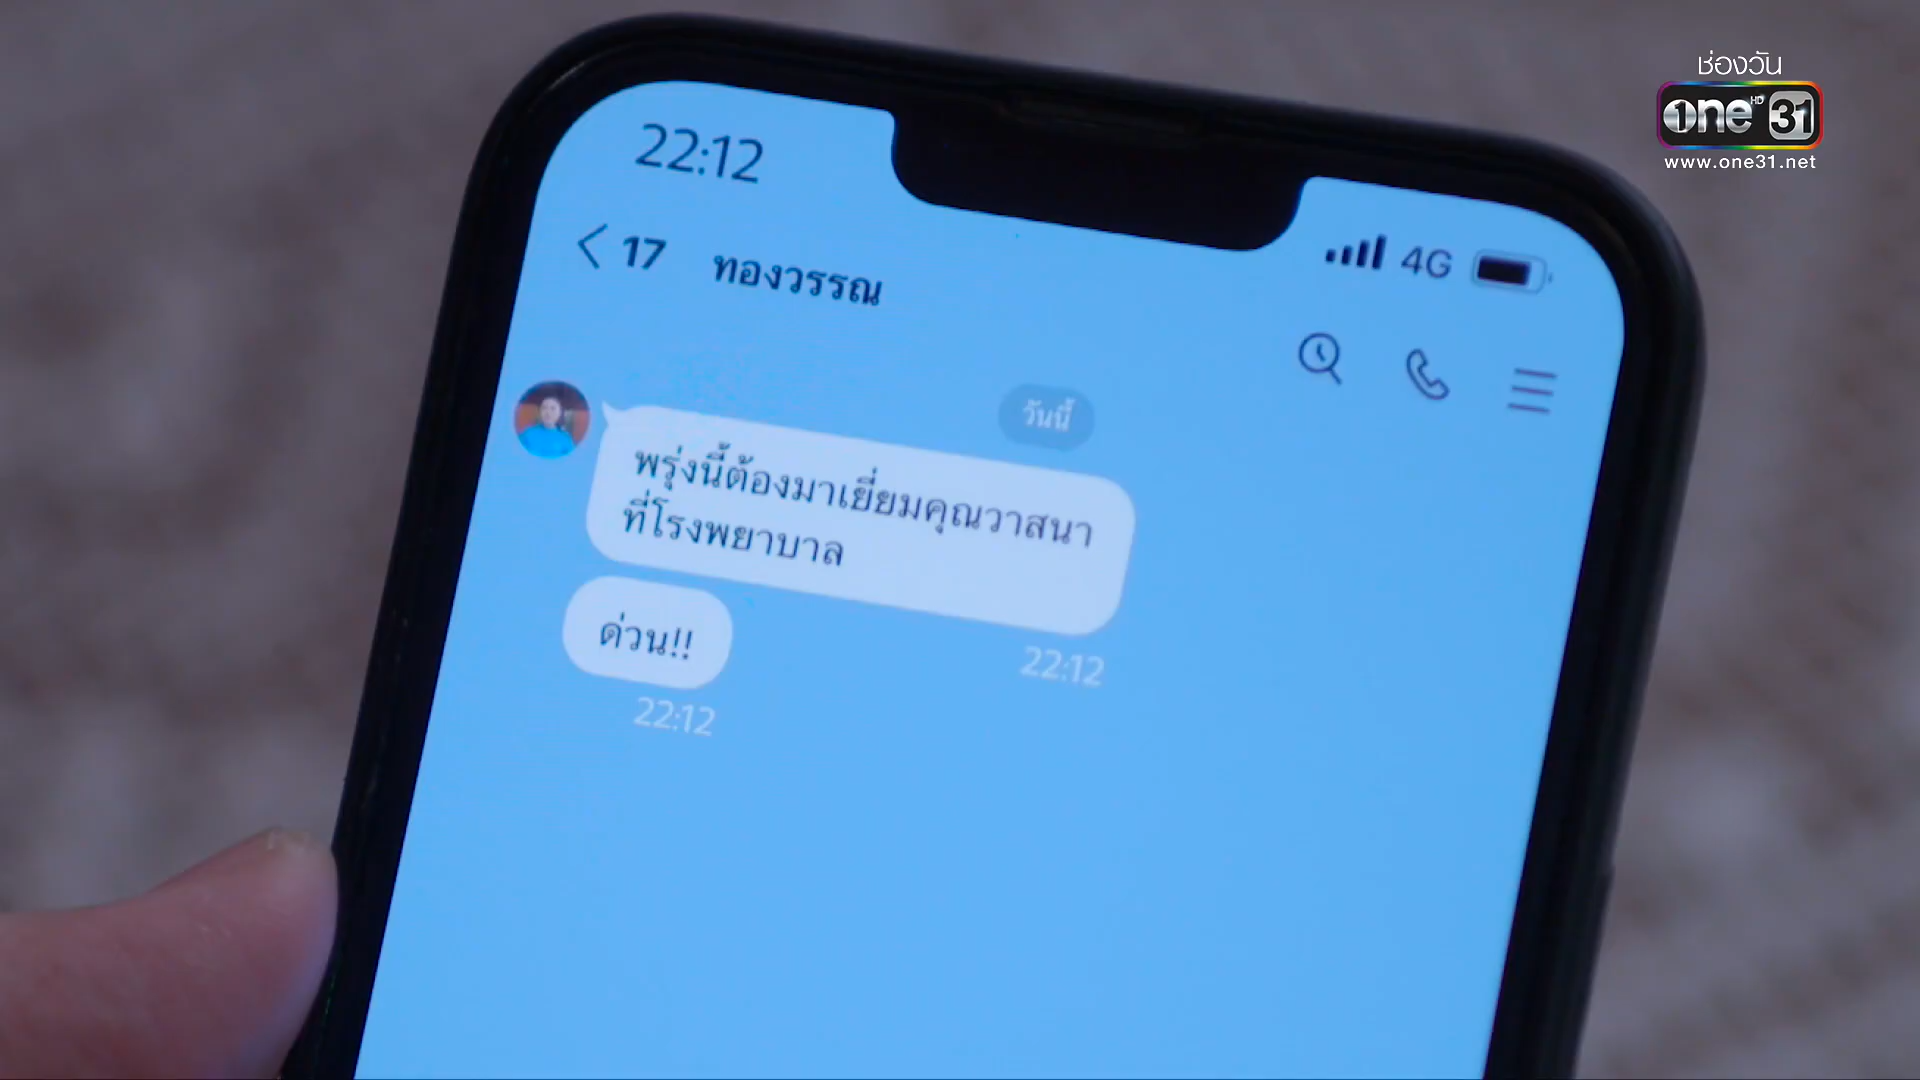 ช่องวัน
one HD 31
www.one31.net
22:12
4G
17 ทองวรรณ
วันนี้
พรุ่งนี้ต้องมาเยี่ยมคุณวาสนา
ที่โรงพยาบาล
22:12
ด่วน!!
22:12